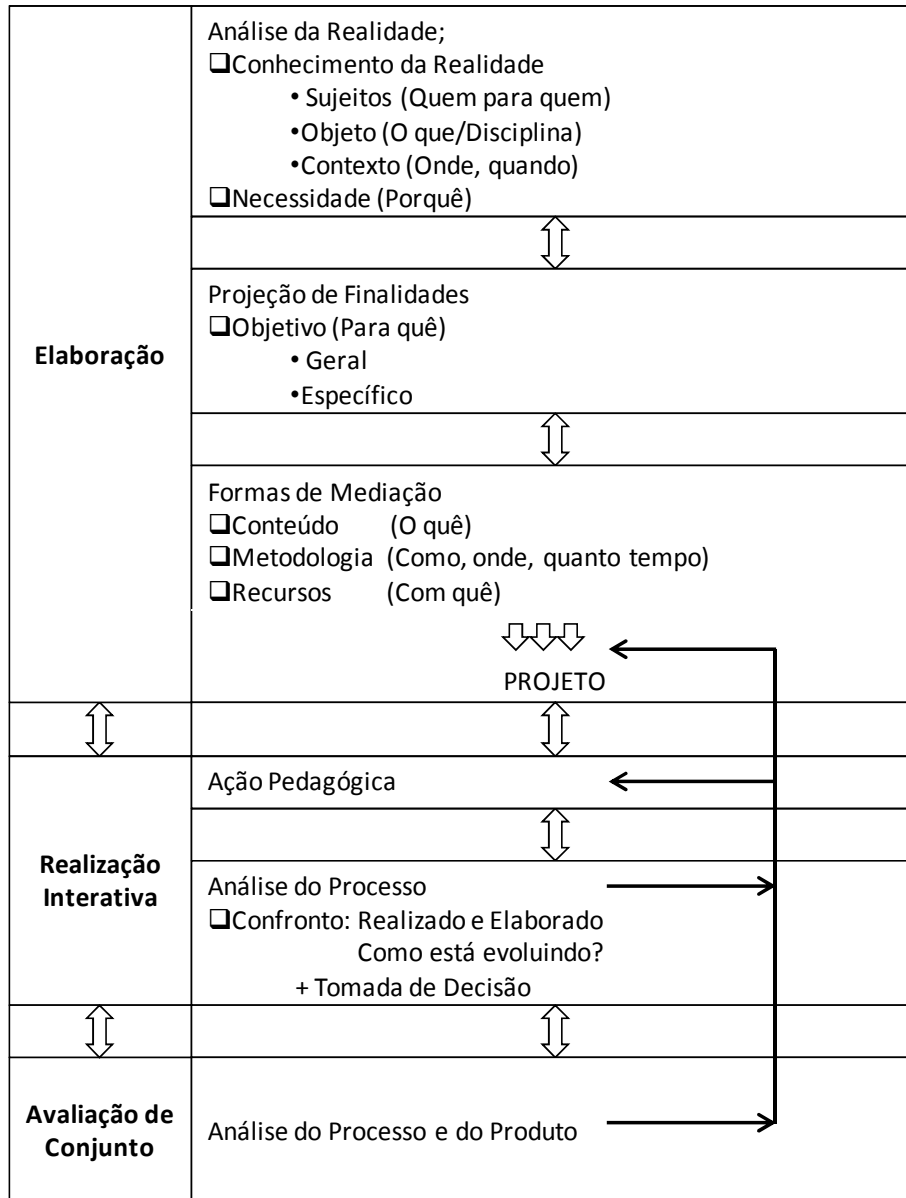 Elaboração
Análise da Realidade;
❑Conhecimento da Realidade
• Sujeitos (Quem para quem)
•Objeto (O que/Disciplina)
•Contexto (Onde, quando)
❑Necessidade (Porquê)
Projeção de Finalidades
❑Objetivo (Para quê)
• Geral
•Específico
Formas de Mediação
❑Conteúdo (O quê)
❑Metodologia (Como, onde, quanto tempo)
❑Recursos (Com quê)
PROJETO
Realização
Interativa
Ação Pedagógica
Análise do Processo
❑Confronto: Realizado e Elaborado
Como está evoluindo?
+ Tomada de Decisão
Avaliação de
Conjunto
Análise do Processo e do Produto